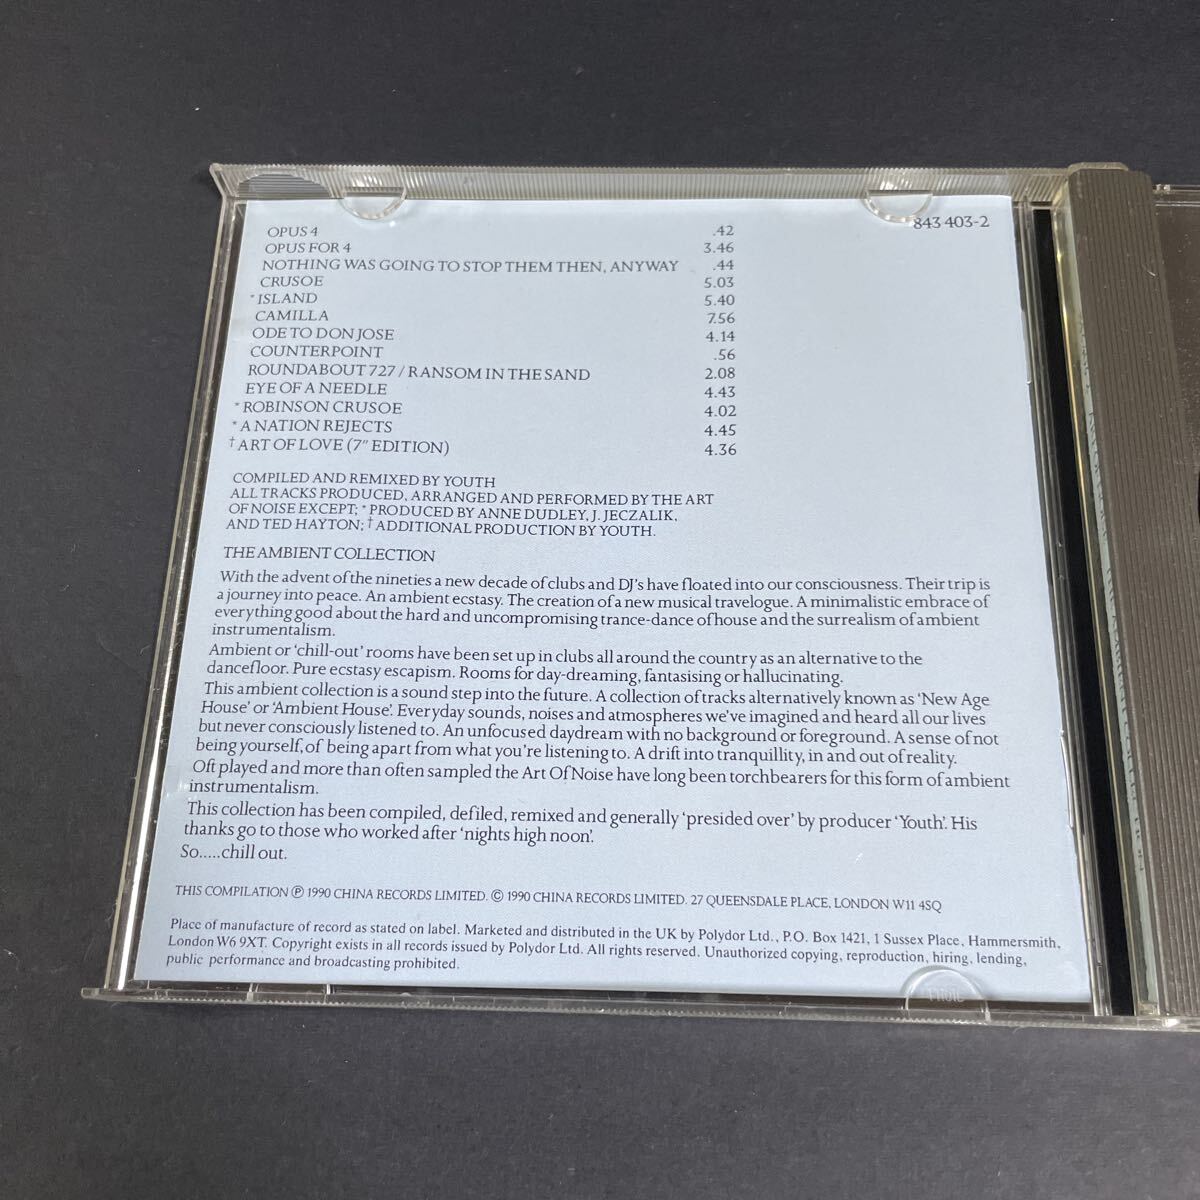 843 403-2
OPUS 4 .42
OPUS FOR 4 3.46
NOTHING WAS GOING TO STOP THEM THEN, ANYWAY .44
CRUSOE 5.03
*ISLAND 5.40
CAMILLA 7.56
ODE TO DON JOSE 4.14
COUNTERPOINT .56
ROUNDABOUT 727 / RANSOM IN THE SAND 2.08
EYE OF A NEEDLE 4.43
*ROBINSON CRUSOE 4.02
*A NATION REJECTS 4.45
†ART OF LOVE (7" EDITION) 4.36
COMPILED AND REMIXED BY YOUTH
ALL TRACKS PRODUCED, ARRANGED AND PERFORMED BY THE ART
OF NOISE EXCEPT; *PRODUCED BY ANNE DUDLEY, J. JECZALIK,
AND TED HAYTON; †ADDITIONAL PRODUCTION BY YOUTH.
THE AMBIENT COLLECTION
With the advent of the nineties a new decade of clubs and DJ's have floated into our consciousness. Their trip is
a journey into peace. An ambient ecstasy. The creation of a new musical travelogue. A minimalistic embrace of
everything good about the hard and uncompromising trance-dance of house and the surrealism of ambient
instrumentalism.
Ambient or 'chill-out' rooms have been set up in clubs all around the country as an alternative to the
dancefloor. Pure ecstasy escapism. Rooms for day-dreaming, fantasising or hallucinating.
This ambient collection is a sound step into the future. A collection of tracks alternatively known as 'New Age
House' or 'Ambient House'. Everyday sounds, noises and atmospheres we've imagined and heard all our lives
but never consciously listened to. An unfocused daydream with no background or foreground. A sense of not
being yourself, of being apart from what you're listening to. A drift into tranquillity, in and out of reality.
Oft played and more than often sampled the Art Of Noise have long been torchbearers for this form of ambient
instrumentalism.
This collection has been compiled, defiled, remixed and generally 'presided over' by producer 'Youth'. His
thanks go to those who worked after 'nights high noon'.
So.....chill out.
THIS COMPILATION ℗ 1990 CHINA RECORDS LIMITED. © 1990 CHINA RECORDS LIMITED. 27 QUEENSDALE PLACE, LONDON W11 4SQ
Place of manufacture of record as stated on label. Marketed and distributed in the UK by Polydor Ltd., P.O. Box 1421, 1 Sussex Place, Hammersmith,
London W6 9XT. Copyright exists in all records issued by Polydor Ltd. All rights reserved. Unauthorized copying, reproduction, hiring, lending,
public performance and broadcasting prohibited.